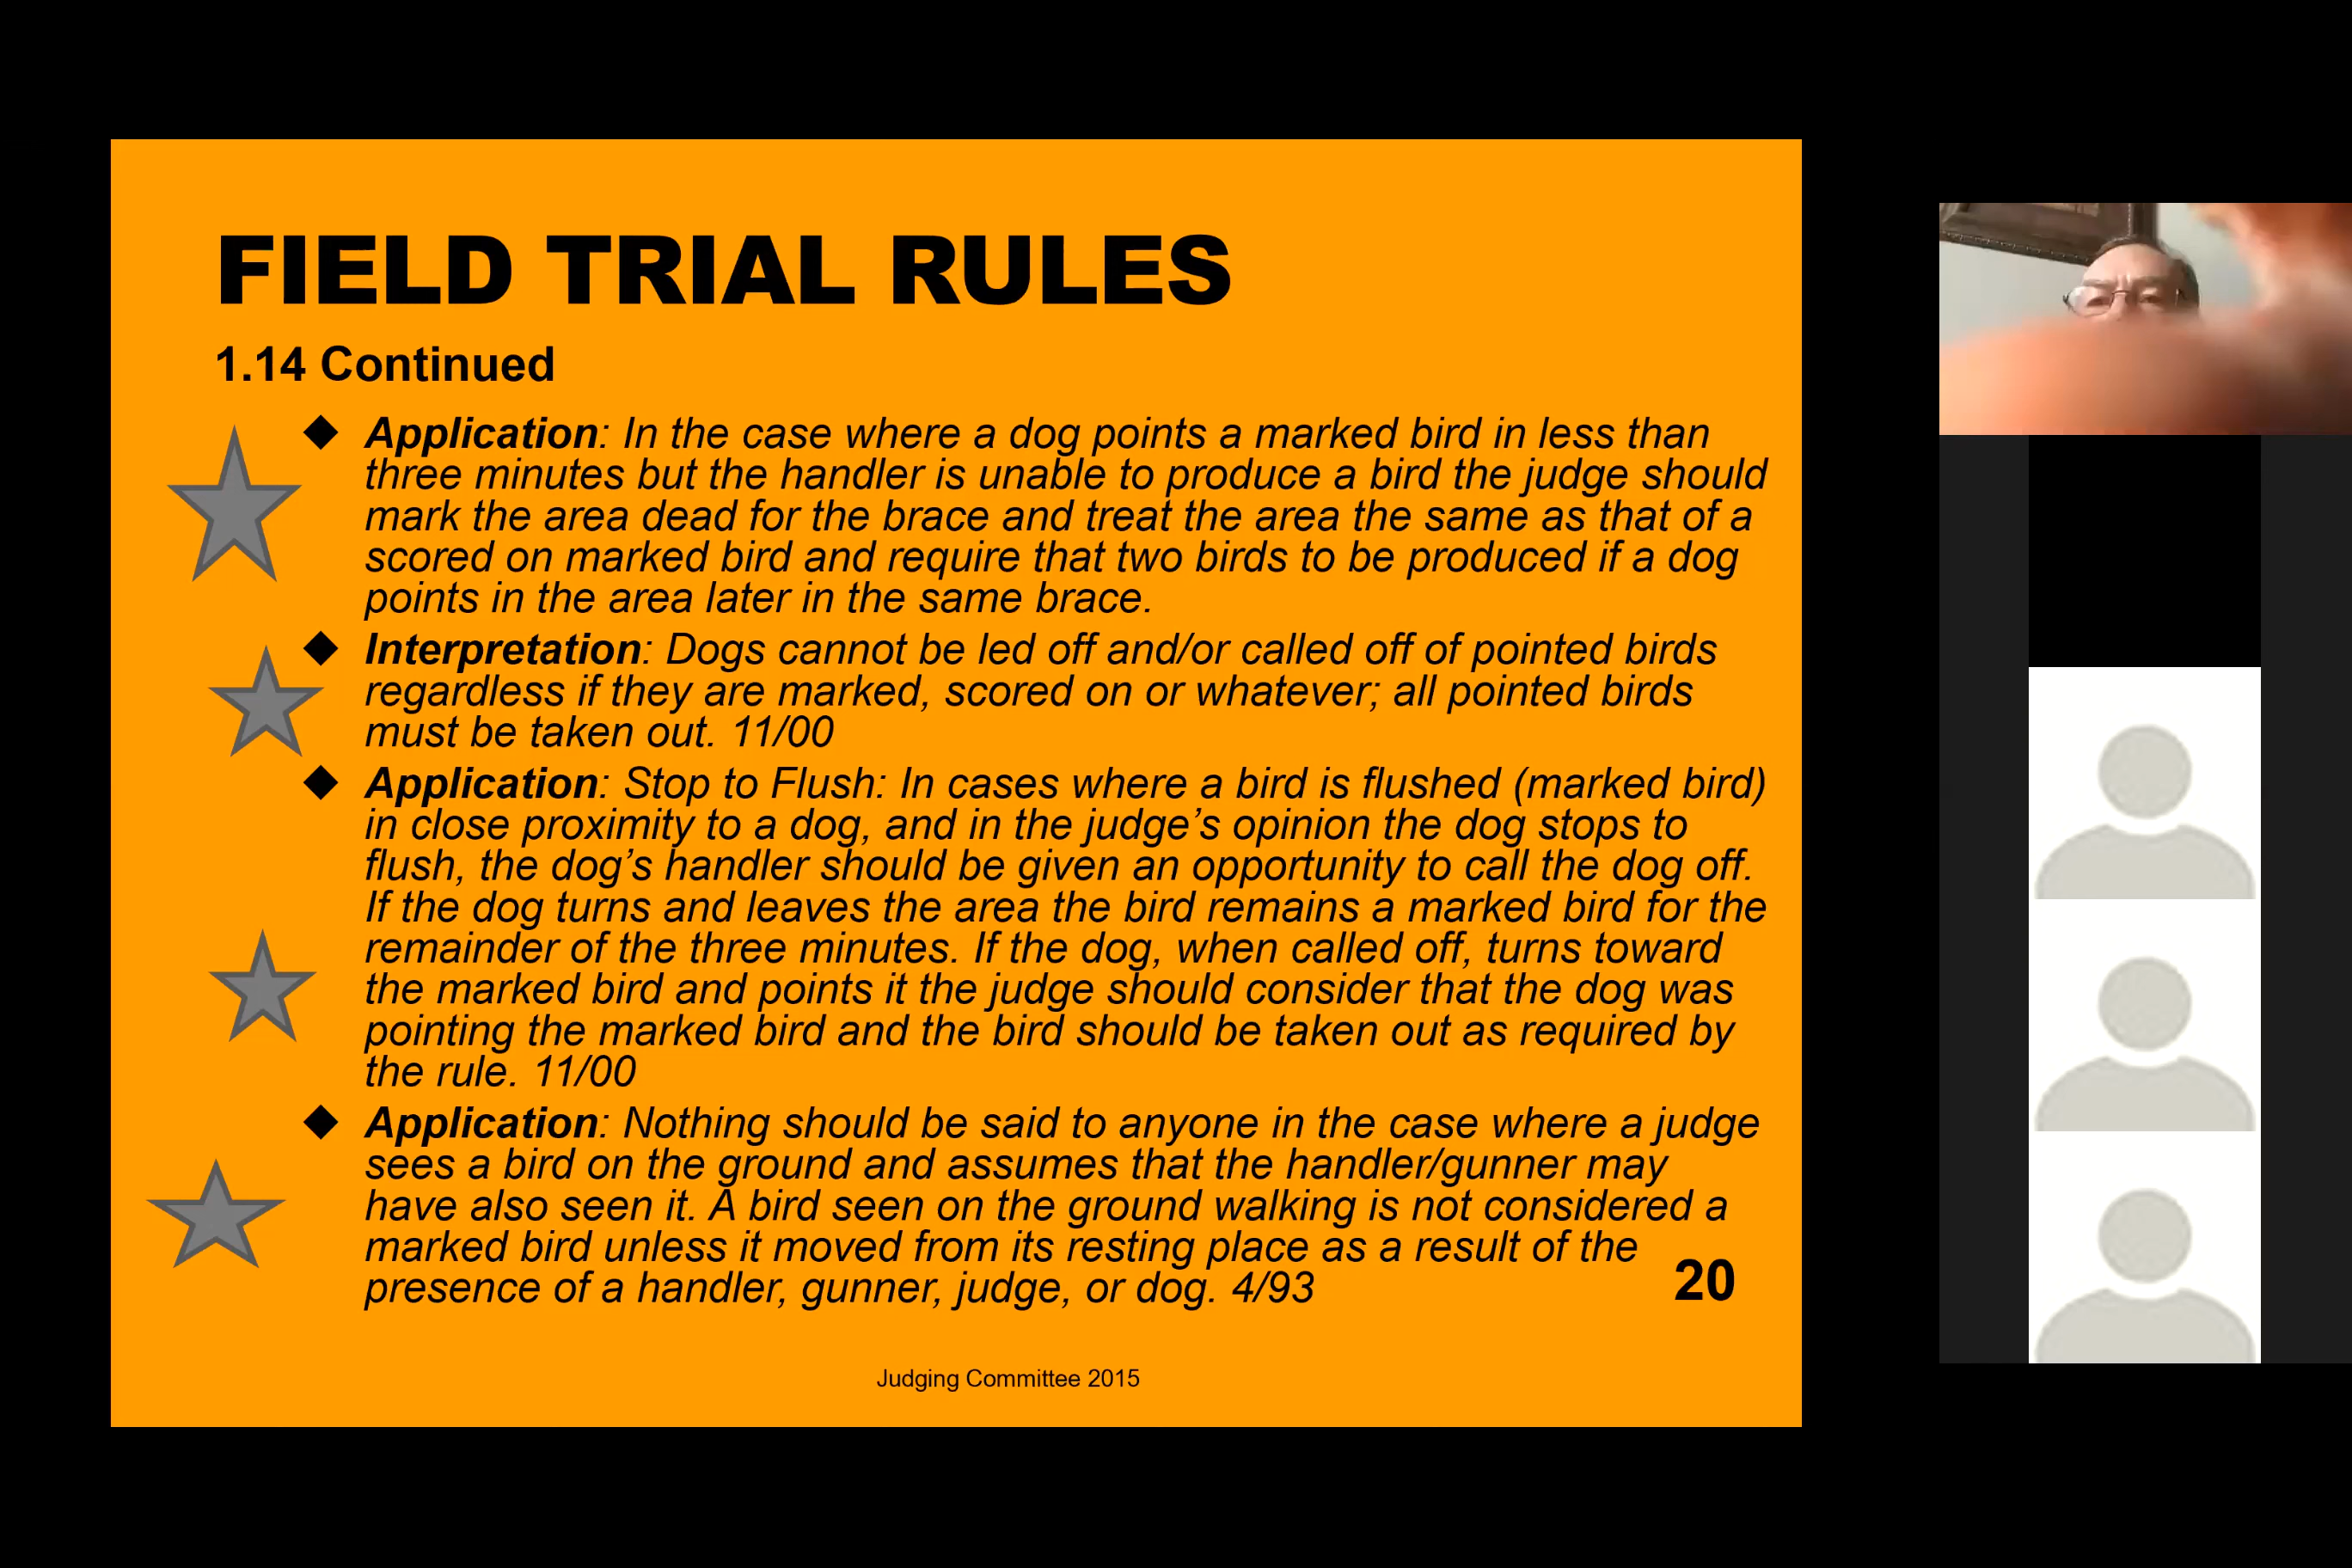 FIELD TRIAL RULES
1.14 Continued
Application: In the case where a dog points a marked bird in less than
three minutes but the handler is unable to produce a bird the judge should
mark the area dead for the brace and treat the area the same as that of a
scored on marked bird and require that two birds to be produced if a dog
points in the area later in the same brace.
Interpretation: Dogs cannot be led off and/or called off of pointed birds
regardless if they are marked, scored on or whatever; all pointed birds
must be taken out. 11/00
Application: Stop to Flush: In cases where a bird is flushed (marked bird)
in close proximity to a dog, and in the judge’s opinion the dog stops to
flush, the dog’s handler should be given an opportunity to call the dog off.
If the dog turns and leaves the area the bird remains a marked bird for the
remainder of the three minutes. If the dog, when called off, turns toward
the marked bird and points it the judge should consider that the dog was
pointing the marked bird and the bird should be taken out as required by
the rule. 11/00
Application: Nothing should be said to anyone in the case where a judge
sees a bird on the ground and assumes that the handler/gunner may
have also seen it. A bird seen on the ground walking is not considered a
marked bird unless it moved from its resting place as a result of the
presence of a handler, gunner, judge, or dog. 4/93
20
Judging Committee 2015